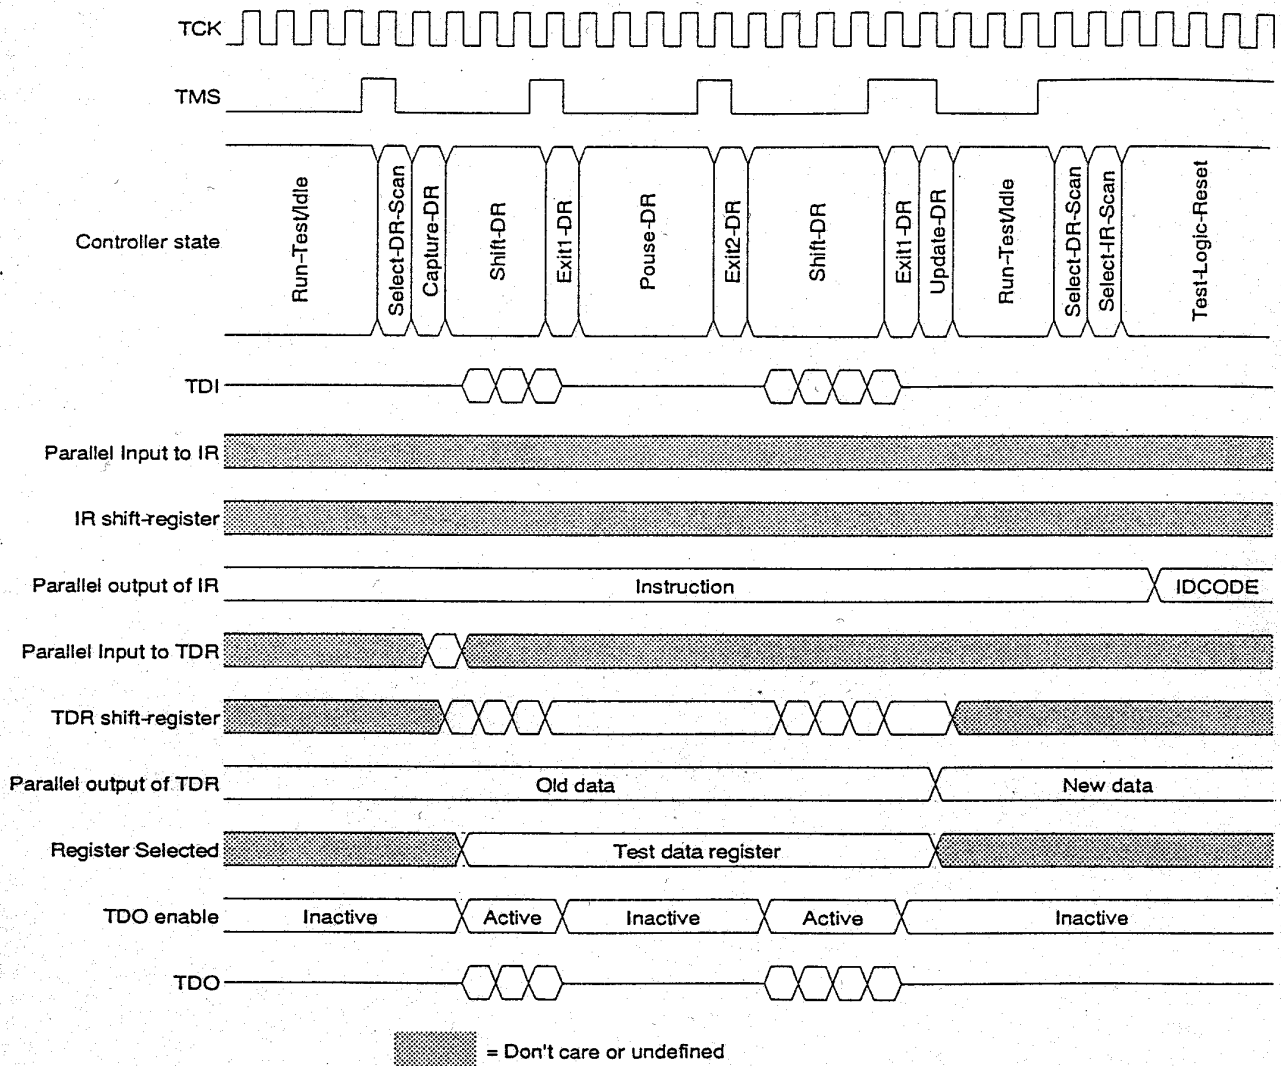 TCK
TMS
Controller state
Run-Test/Idle
Select-DR-Scan
Capture-DR
Shift-DR
Exit1-DR
Pouse-DR
Exit2-DR
Shift-DR
Exit1-DR
Update-DR
Run-Test/Idle
Select-DR-Scan
Select-IR-Scan
Test-Logic-Reset
TDI
Parallel Input to IR
IR shift-register
Parallel output of IR
Instruction
IDCODE
Parallel Input to TDR
TDR shift-register
Parallel output of TDR
Old data
New data
Register Selected
Test data register
TDO enable
Inactive
Active
Inactive
Active
Inactive
TDO
= Don't care or undefined